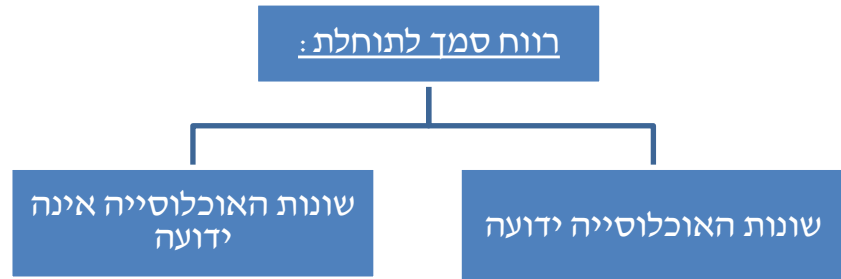 רווח סמך לתוחלת:
שונות האוכלוסייה ידועה
שונות האוכלוסייה אינה
ידועה